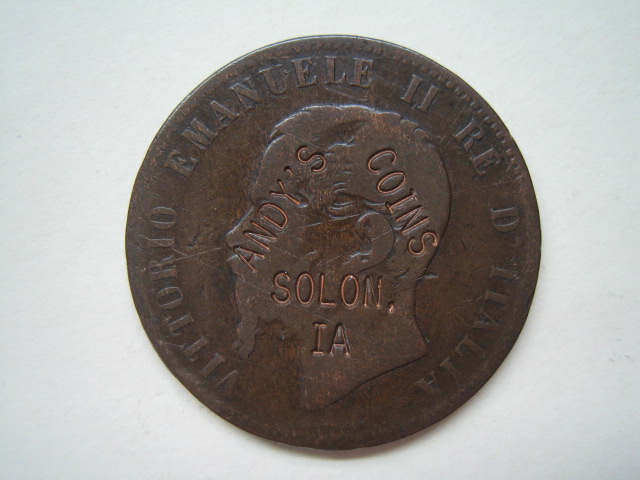 VITTORIO EMANUELE II RE D'ITALIA
ANDY'S COINS
SOLON,
IA